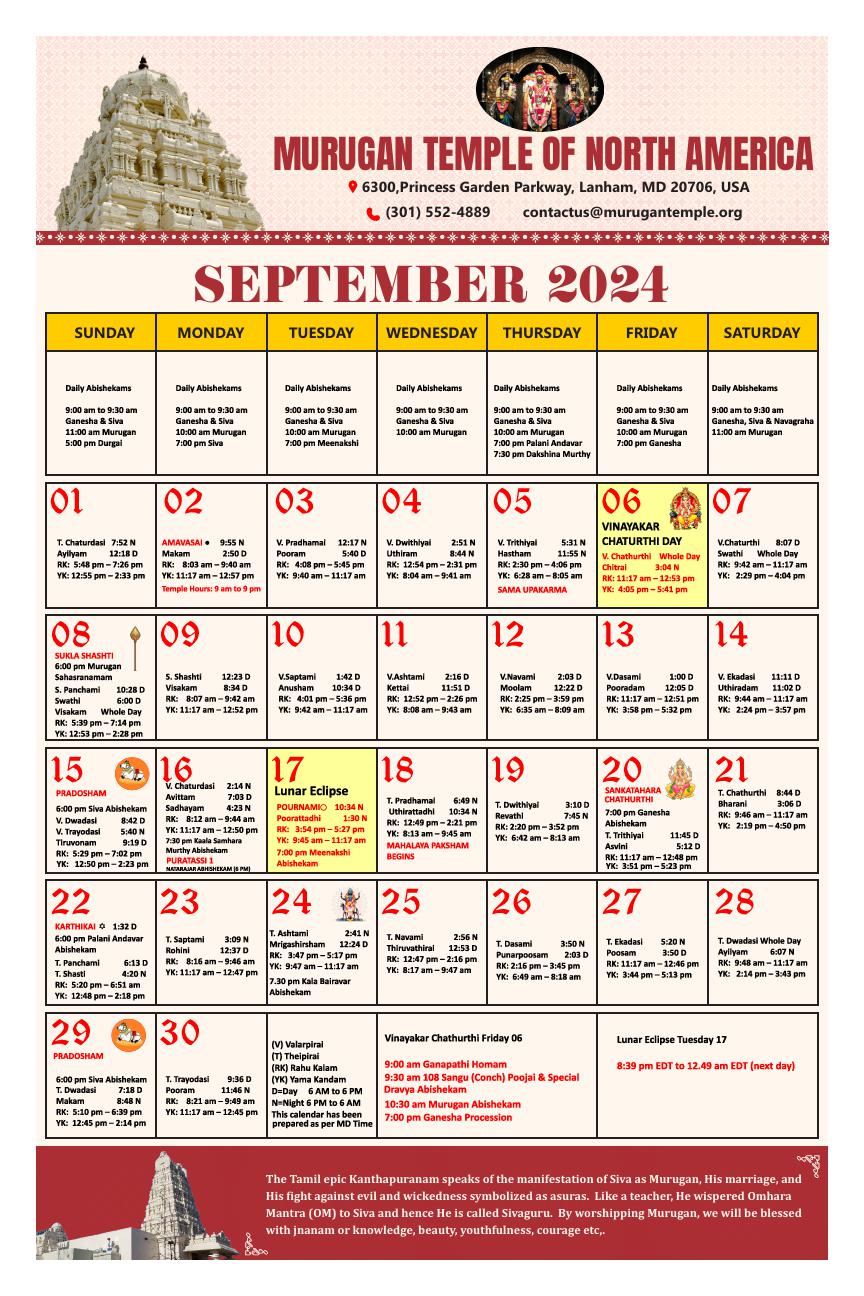 MURUGAN TEMPLE OF NORTH AMERICA
6300,Princess Garden Parkway, Lanham, MD 20706, USA
(301) 552-4889 contactus@murugantemple.org
SEPTEMBER 2024
SUNDAY MONDAY TUESDAY WEDNESDAY THURSDAY FRIDAY SATURDAY
Daily Abishekams
9:00 am to 9:30 am
Ganesha & Siva
11:00 am Murugan
5:00 pm Durgai
Daily Abishekams
9:00 am to 9:30 am
Ganesha & Siva
10:00 am Murugan
7:00 pm Siva
Daily Abishekams
9:00 am to 9:30 am
Ganesha & Siva
10:00 am Murugan
7:00 pm Meenakshi
Daily Abishekams
9:00 am to 9:30 am
Ganesha & Siva
10:00 am Murugan
Daily Abishekams
9:00 am to 9:30 am
Ganesha & Siva
10:00 am Murugan
7:00 pm Palani Andavar
7:30 pm Dakshina Murthy
Daily Abishekams
9:00 am to 9:30 am
Ganesha & Siva
10:00 am Murugan
7:00 pm Ganesha
Daily Abishekams
9:00 am to 9:30 am
Ganesha, Siva & Navagraha
11:00 am Murugan
01
T. Chaturdasi 7:52 N
Ayilyam 12:18 D
RK: 5:48 pm – 7:26 pm
YK: 12:55 pm – 2:33 pm
02
AMAVASAI ● 9:55 N
Makam 2:50 D
RK: 8:03 am – 9:40 am
YK: 11:17 am – 12:57 pm
Temple Hours: 9 am to 9 pm
03
V. Pradhamai 12:17 N
Pooram 5:40 D
RK: 4:08 pm – 5:45 pm
YK: 9:40 am – 11:17 am
04
V. Dwithiyai 2:51 N
Uthiram 8:44 N
RK: 12:54 pm – 2:31 pm
YK: 8:04 am – 9:41 am
05
V. Trithiyai 5:31 N
Hastham 11:55 N
RK: 2:30 pm – 4:06 pm
YK: 6:28 am – 8:05 am
SAMA UPAKARMA
06
VINAYAKAR
CHATURTHI DAY
V. Chathurthi Whole Day
Chitrai 3:04 N
RK: 11:17 am – 12:53 pm
YK: 4:05 pm – 5:41 pm
07
V.Chaturthi 8:07 D
Swathi Whole Day
RK: 9:42 am – 11:17 am
YK: 2:29 pm – 4:04 pm
08
SUKLA SHASHTI
6:00 pm Murugan
Sahasranamam
S. Panchami 10:28 D
Swathi 6:00 D
Visakam Whole Day
RK: 5:39 pm – 7:14 pm
YK: 12:53 pm – 2:28 pm
09
S. Shashti 12:23 D
Visakam 8:34 D
RK: 8:07 am – 9:42 am
YK: 11:17 am – 12:52 pm
10
V.Saptami 1:42 D
Anusham 10:34 D
RK: 4:01 pm – 5:36 pm
YK: 9:42 am – 11:17 am
11
V.Ashtami 2:16 D
Kettai 11:51 D
RK: 12:52 pm – 2:26 pm
YK: 8:08 am – 9:43 am
12
V.Navami 2:03 D
Moolam 12:22 D
RK: 2:25 pm – 3:59 pm
YK: 6:35 am – 8:09 am
13
V.Dasami 1:00 D
Pooradam 12:05 D
RK: 11:17 am – 12:51 pm
YK: 3:58 pm – 5:32 pm
14
V. Ekadasi 11:11 D
Uthiradam 11:02 D
RK: 9:44 am – 11:17 am
YK: 2:24 pm – 3:57 pm
15
PRADOSHAM
6:00 pm Siva Abishekam
V. Dwadasi 8:42 D
V. Trayodasi 5:40 N
Tiruvonam 9:19 D
RK: 5:29 pm – 7:02 pm
YK: 12:50 pm – 2:23 pm
16
V. Chaturdasi 2:14 N
Avittam 7:03 D
Sadhayam 4:23 N
RK: 8:12 am – 9:44 am
YK: 11:17 am – 12:50 pm
7:30 pm Kaala Samhara
Murthy Abishekam
PURATASSI 1
NATARAJAR ABHISHEKAM (6 PM)
17
Lunar Eclipse
POURNAMI○ 10:34 N
Poorattadhi 1:30 N
RK: 3:54 pm – 5:27 pm
YK: 9:45 am – 11:17 am
7:00 pm Meenakshi
Abishekam
18
T. Pradhamai 6:49 N
Uthirattadhi 10:34 N
RK: 12:49 pm – 2:21 pm
YK: 8:13 am – 9:45 am
MAHALAYA PAKSHAM
BEGINS
19
T. Dwithiyai 3:10 D
Revathi 7:45 N
RK: 2:20 pm – 3:52 pm
YK: 6:42 am – 8:13 am
20
SANKATAHARA
CHATHURTHI
7:00 pm Ganesha
Abishekam
T. Trithiyai 11:45 D
Asvini 5:12 D
RK: 11:17 am – 12:48 pm
YK: 3:51 pm – 5:23 pm
21
T. Chathurthi 8:44 D
Bharani 3:06 D
RK: 9:46 am – 11:17 am
YK: 2:19 pm – 4:50 pm
22
KARTHIKAI ✡ 1:32 D
6:00 pm Palani Andavar
Abishekam
T. Panchami 6:13 D
T. Shasti 4:20 N
RK: 5:20 pm – 6:51 am
YK: 12:48 pm – 2:18 pm
23
T. Saptami 3:09 N
Rohini 12:37 D
RK: 8:16 am – 9:46 am
YK: 11:17 am – 12:47 pm
24
T. Ashtami 2:41 N
Mrigashirsham 12:24 D
RK: 3:47 pm – 5:17 pm
YK: 9:47 am – 11:17 am
7.30 pm Kala Bairavar
Abishekam
25
T. Navami 2:56 N
Thiruvathirai 12:53 D
RK: 12:47 pm – 2:16 pm
YK: 8:17 am – 9:47 am
26
T. Dasami 3:50 N
Punarpoosam 2:03 D
RK: 2:16 pm – 3:45 pm
YK: 6:49 am – 8:18 am
27
T. Ekadasi 5:20 N
Poosam 3:50 D
RK: 11:17 am – 12:46 pm
YK: 3:44 pm – 5:13 pm
28
T. Dwadasi Whole Day
Ayilyam 6:07 N
RK: 9:48 am – 11:17 am
YK: 2:14 pm – 3:43 pm
29
PRADOSHAM
6:00 pm Siva Abishekam
T. Dwadasi 7:18 D
Makam 8:48 N
RK: 5:10 pm – 6:39 pm
YK: 12:45 pm – 2:14 pm
30
T. Trayodasi 9:36 D
Pooram 11:46 N
RK: 8:21 am – 9:49 am
YK: 11:17 am – 12:45 pm
(V) Valarpirai
(T) Theipirai
(RK) Rahu Kalam
(YK) Yama Kandam
D=Day 6 AM to 6 PM
N=Night 6 PM to 6 AM
This calendar has been
prepared as per MD Time
Vinayakar Chathurthi Friday 06
9:00 am Ganapathi Homam
9:30 am 108 Sangu (Conch) Poojai & Special
Dravya Abishekam
10:30 am Murugan Abishekam
7:00 pm Ganesha Procession
Lunar Eclipse Tuesday 17
8:39 pm EDT to 12.49 am EDT (next day)
The Tamil epic Kanthapuranam speaks of the manifestation of Siva as Murugan, His marriage, and
His fight against evil and wickedness symbolized as asuras. Like a teacher, He wispered Omhara
Mantra (OM) to Siva and hence He is called Sivaguru. By worshipping Murugan, we will be blessed
with jnanam or knowledge, beauty, youthfulness, courage etc,.